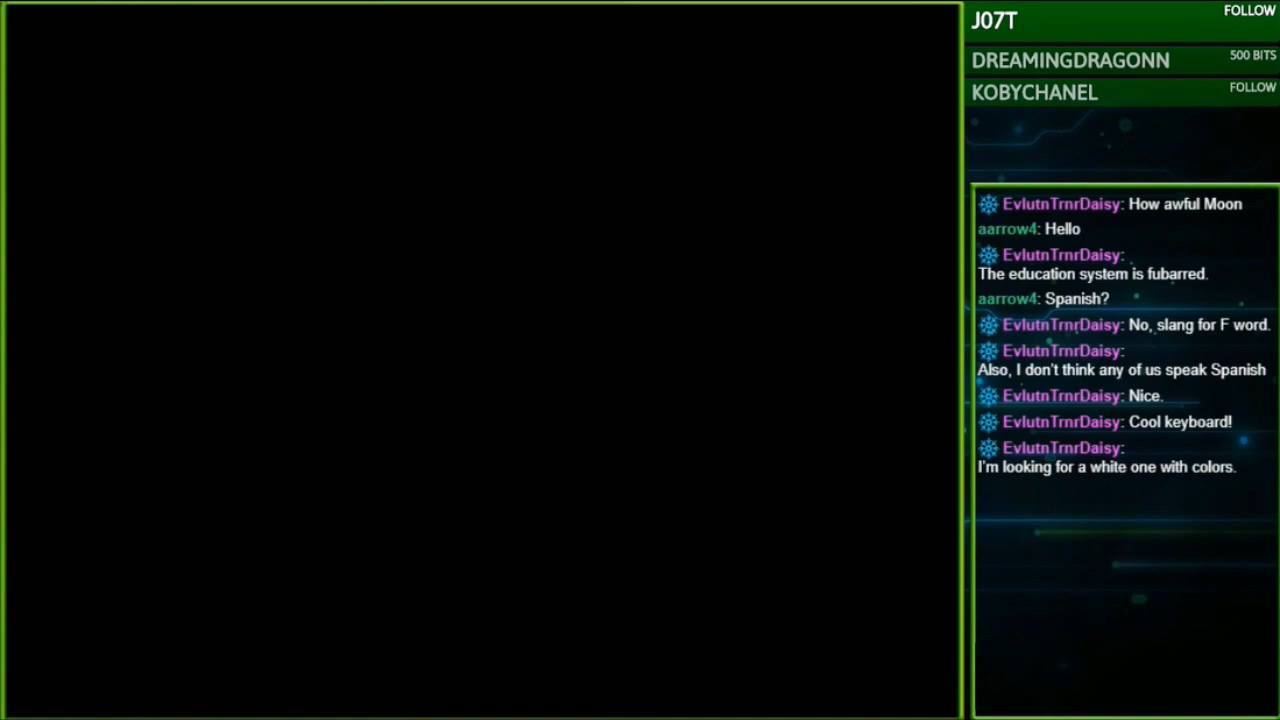 J07T FOLLOW
DREAMINGDRAGONN 500 BITS
KOBYCHANEL FOLLOW
EvlutnTrnrDaisy: How awful Moon
aarrow4: Hello
EvlutnTrnrDaisy:
The education system is fubarred.
aarrow4: Spanish?
EvlutnTrnrDaisy: No, slang for F word.
EvlutnTrnrDaisy:
Also, I don't think any of us speak Spanish
EvlutnTrnrDaisy: Nice.
EvlutnTrnrDaisy: Cool keyboard!
EvlutnTrnrDaisy:
I'm looking for a white one with colors.